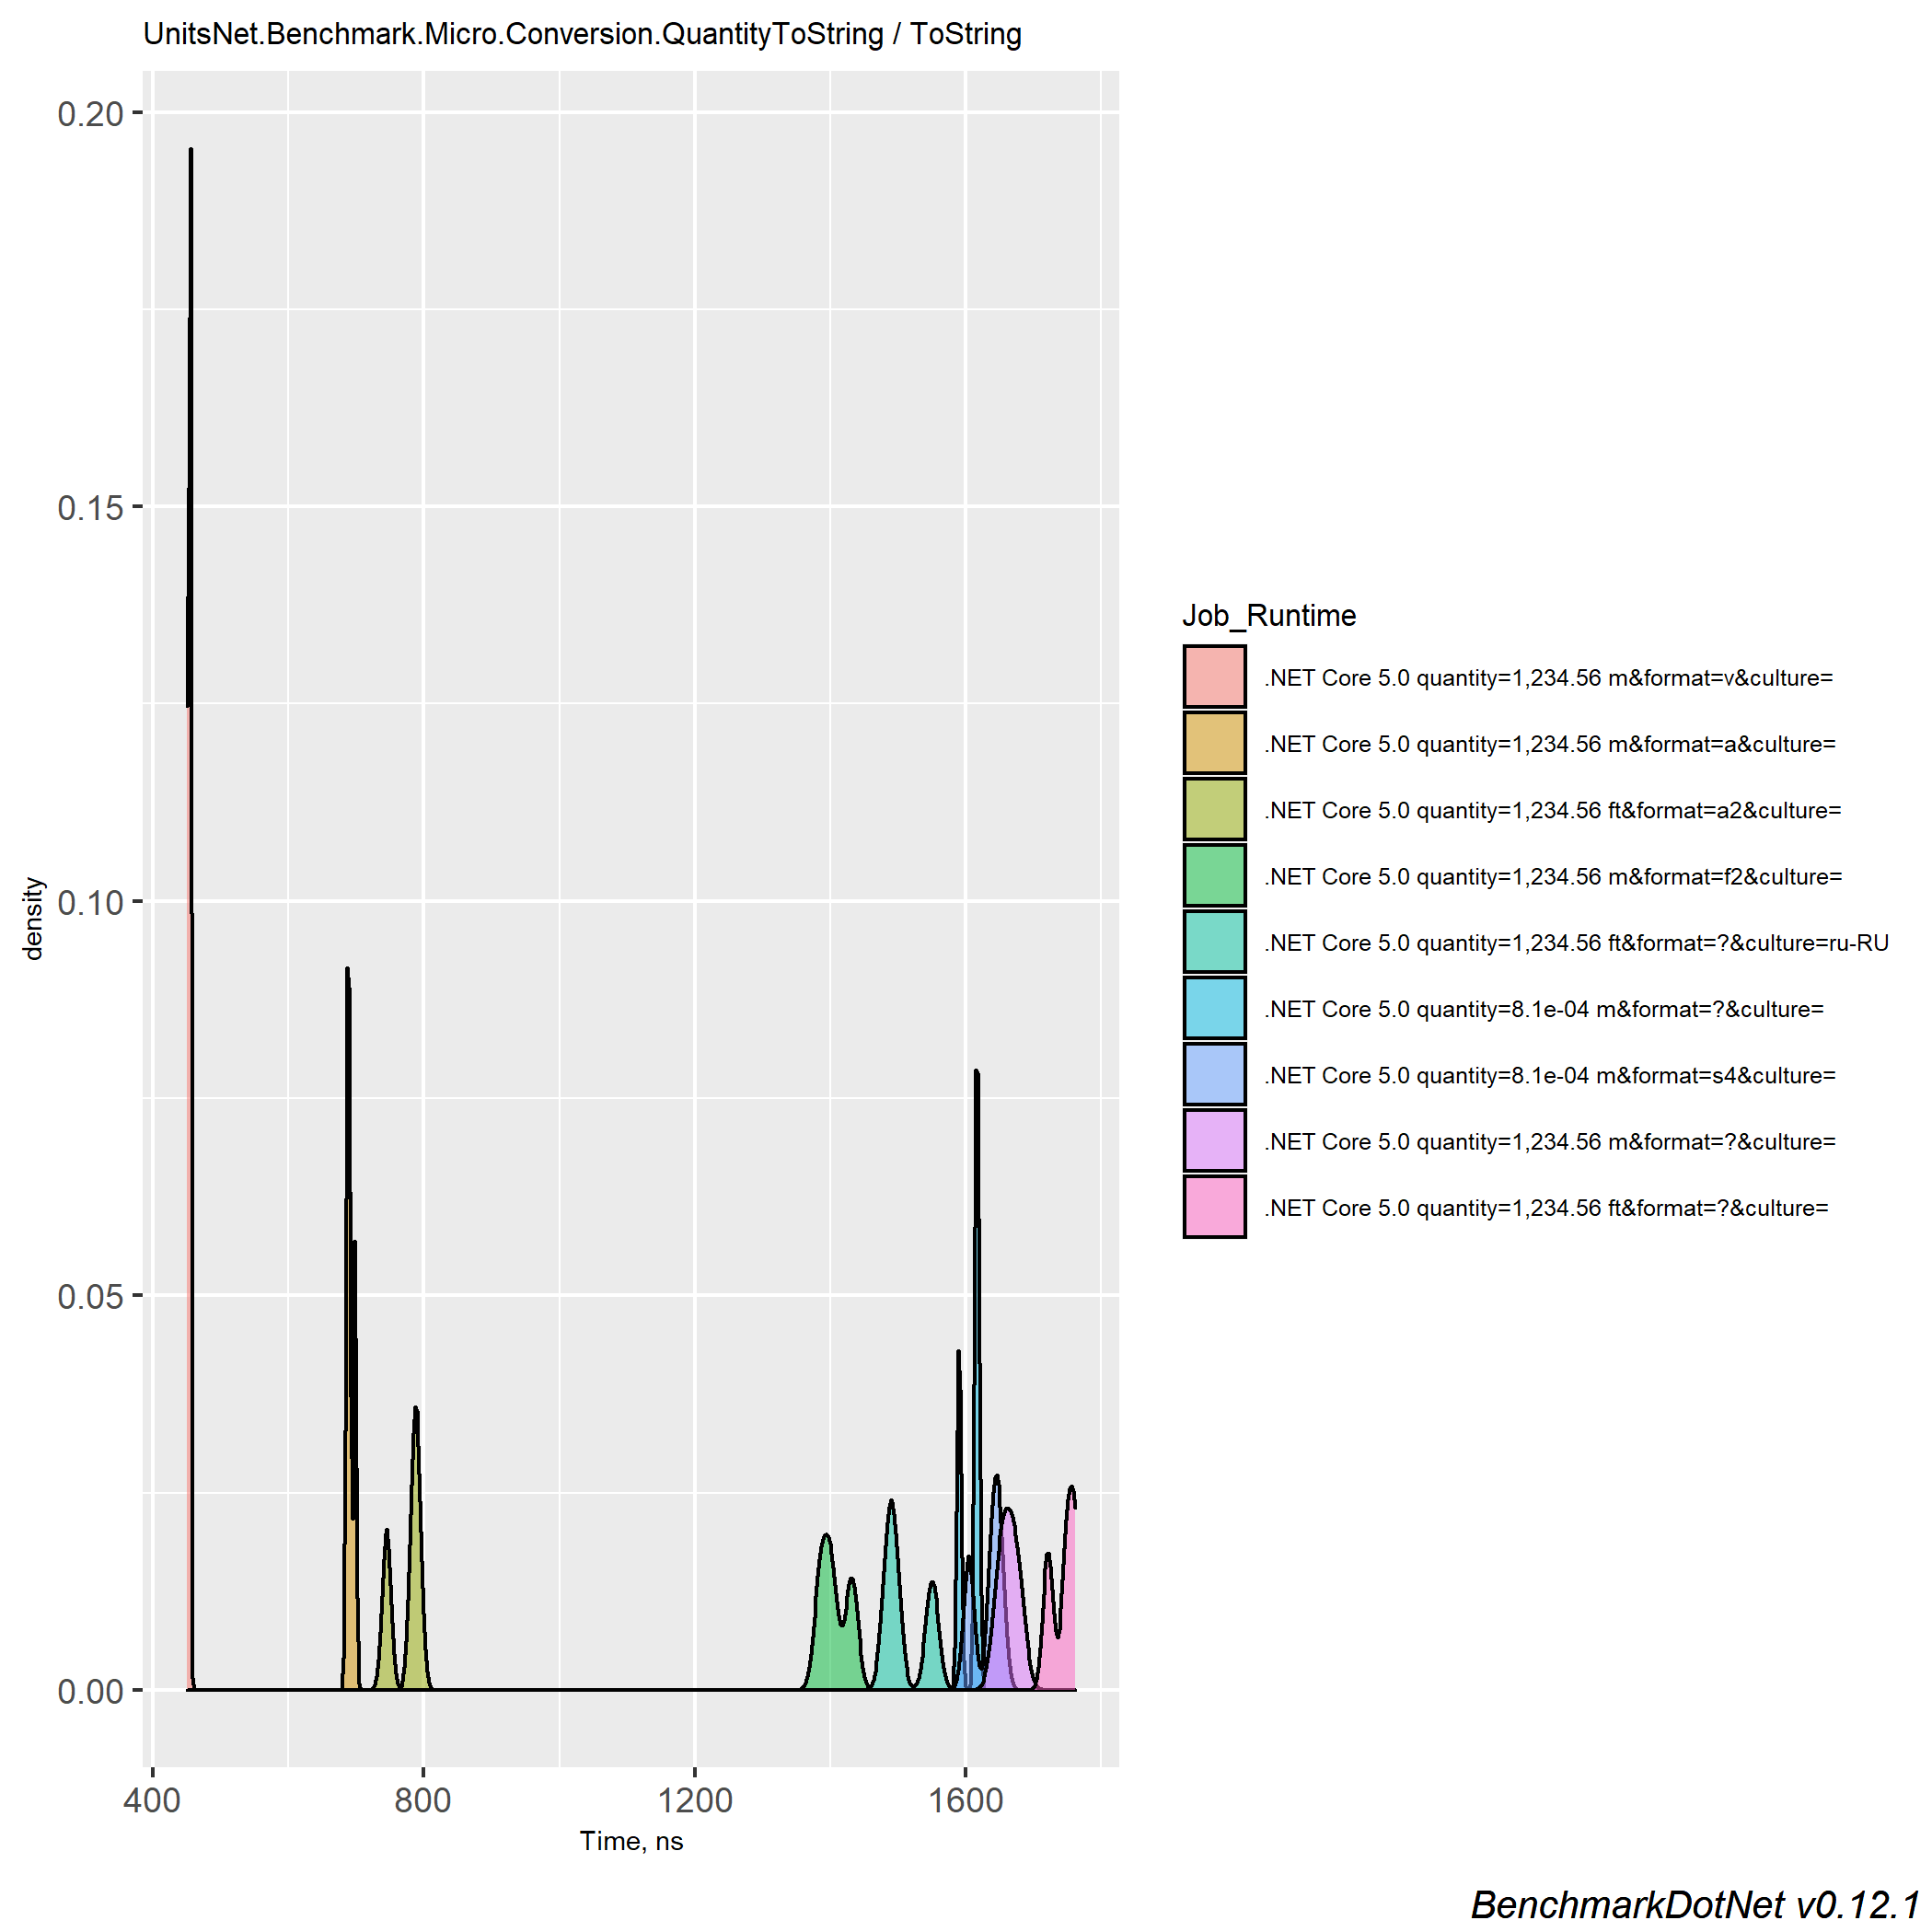 UnitsNet.Benchmark.Micro.Conversion.QuantityToString / ToString
0.20
0.15
0.10
0.05
0.00
density
400 800 1200 1600
Time, ns
Job_Runtime
.NET Core 5.0 quantity=1,234.56 m&format=v&culture=
.NET Core 5.0 quantity=1,234.56 m&format=a&culture=
.NET Core 5.0 quantity=1,234.56 ft&format=a2&culture=
.NET Core 5.0 quantity=1,234.56 m&format=f2&culture=
.NET Core 5.0 quantity=1,234.56 ft&format=?&culture=ru-RU
.NET Core 5.0 quantity=8.1e-04 m&format=?&culture=
.NET Core 5.0 quantity=8.1e-04 m&format=s4&culture=
.NET Core 5.0 quantity=1,234.56 m&format=?&culture=
.NET Core 5.0 quantity=1,234.56 ft&format=?&culture=
BenchmarkDotNet v0.12.1